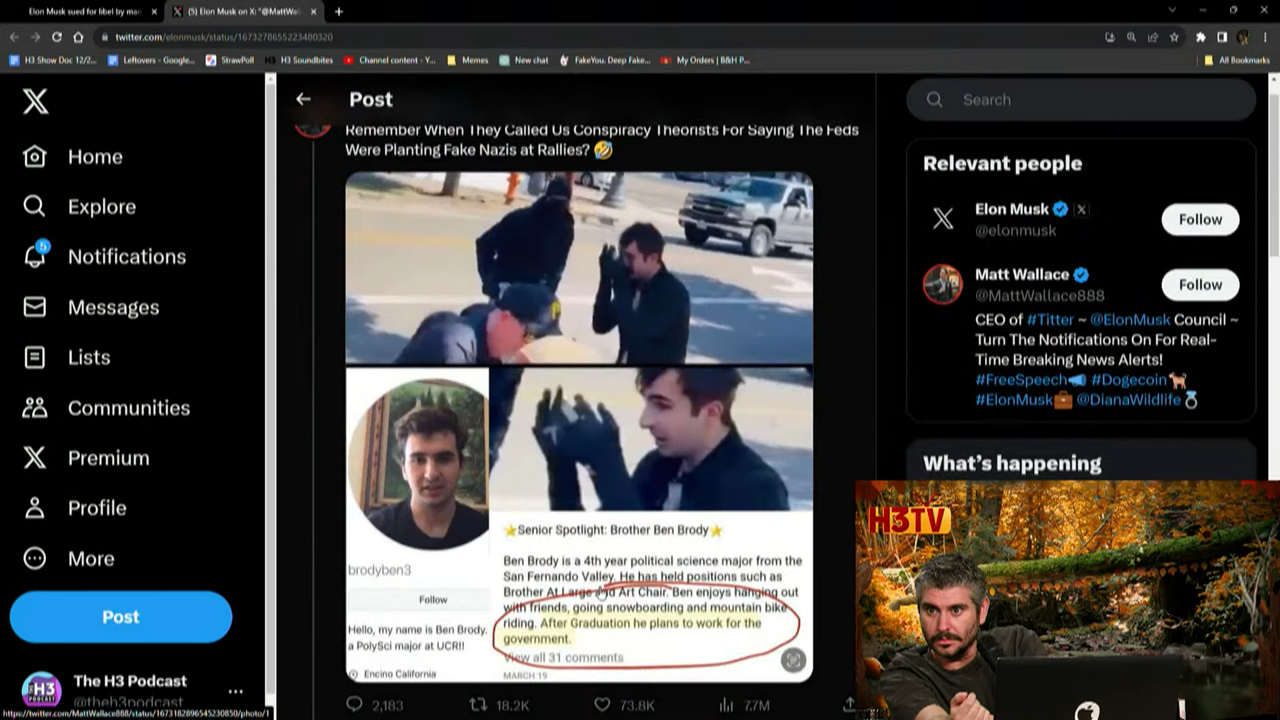 Elon Musk sued for libel by mar
(5) Elon Musk on X: "@MattWal
twitter.com/elonmusk/status/1673278655223480320
H3 Show Doc 12/2...
Leftovers - Google...
StrawPoll
H3 Soundbites
Channel content - Y...
Memes
New chat
FakeYou. Deep Fake...
My Orders | B&H P...
All Bookmarks
Home
Explore
5
Notifications
Messages
Lists
Communities
Premium
Profile
More
Post
The H3 Podcast
@theh3podcast
https://twitter.com/MattWallace888/status/1673182896545230850/photo/1
Post
Remember When They Called Us Conspiracy Theorists For Saying The Feds
Were Planting Fake Nazis at Rallies? 🤣
brodyben3
Follow
Hello, my name is Ben Brody.
a PolySci major at UCR!!
Encino California
⭐Senior Spotlight: Brother Ben Brody⭐
Ben Brody is a 4th year political science major from the
San Fernando Valley. He has held positions such as
Brother At Large and Art Chair. Ben enjoys hanging out
with friends, going snowboarding and mountain bike
riding. After Graduation he plans to work for the
government.
View all 31 comments
MARCH 19
2,183
18.2K
73.8K
7.7M
Search
Relevant people
Elon Musk
@elonmusk
Follow
Matt Wallace
@MattWallace888
Follow
CEO of #Titter ~ @ElonMusk Council ~
Turn The Notifications On For Real-
Time Breaking News Alerts!
#FreeSpeech📣 #Dogecoin🐕
#ElonMusk💼 @DianaWildlife💍
What's happening
H3TV